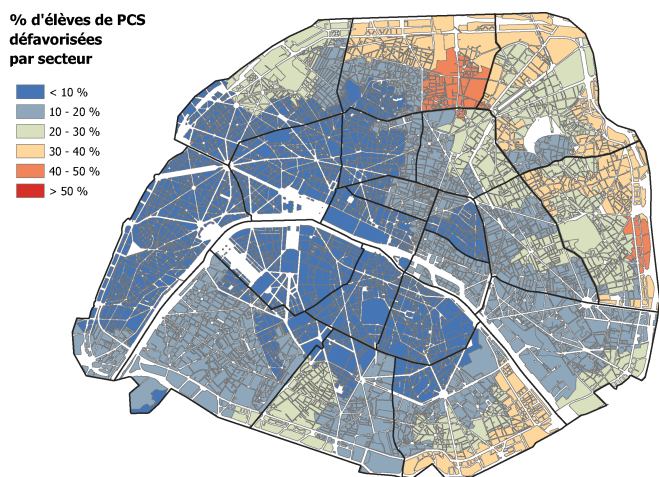 % d'élèves de PCS
défavorisées
par secteur
< 10 %
10 - 20 %
20 - 30 %
30 - 40 %
40 - 50 %
> 50 %